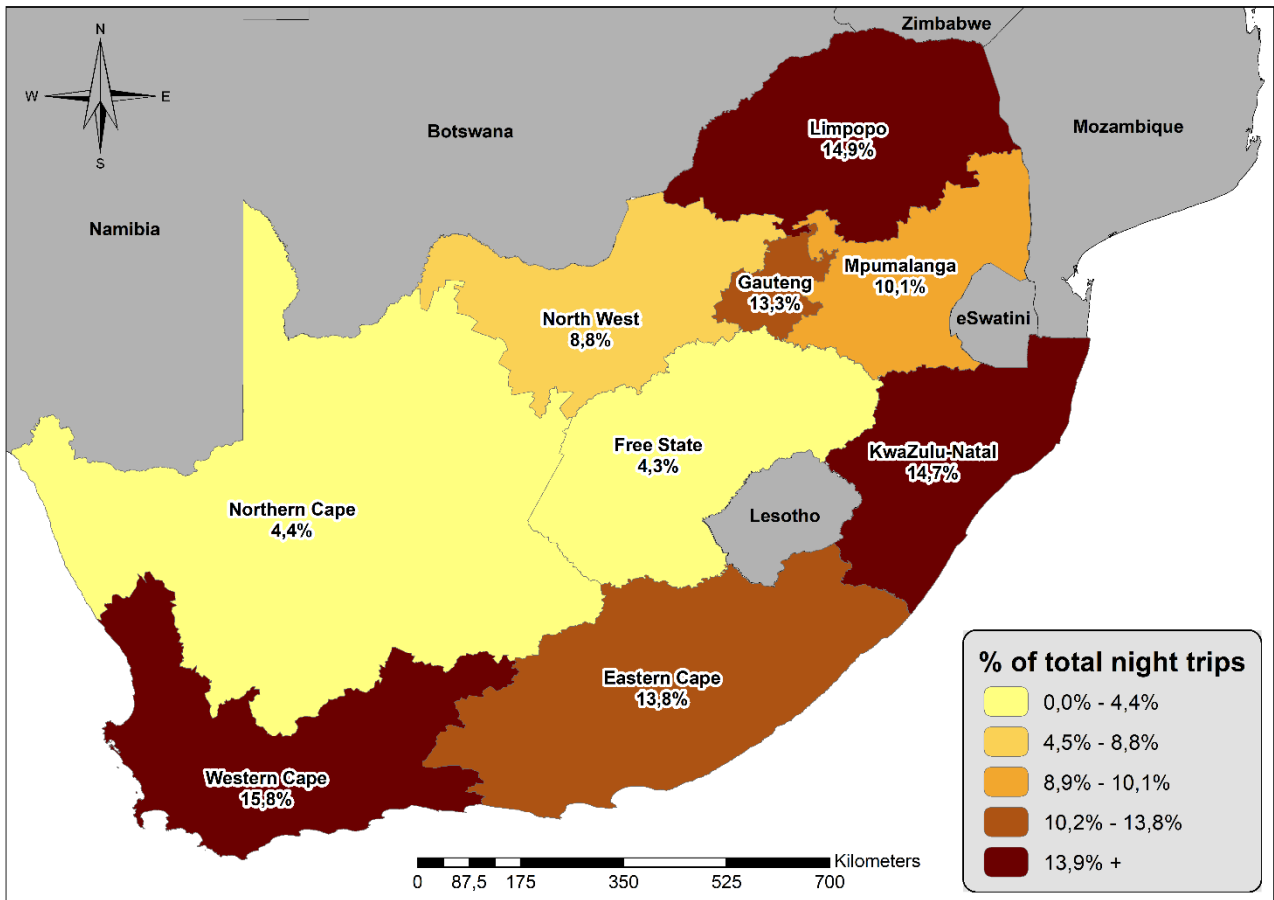 N
W
E
S
Zimbabwe
Botswana
Mozambique
Namibia
Limpopo
14,9%
Mpumalanga
10,1%
Gauteng
13,3%
North West
8,8%
eSwatini
Free State
4,3%
KwaZulu-Natal
14,7%
Northern Cape
4,4%
Lesotho
Eastern Cape
13,8%
Western Cape
15,8%
% of total night trips
0,0% - 4,4%
4,5% - 8,8%
8,9% - 10,1%
10,2% - 13,8%
13,9% +
Kilometers
0 87,5 175 350 525 700